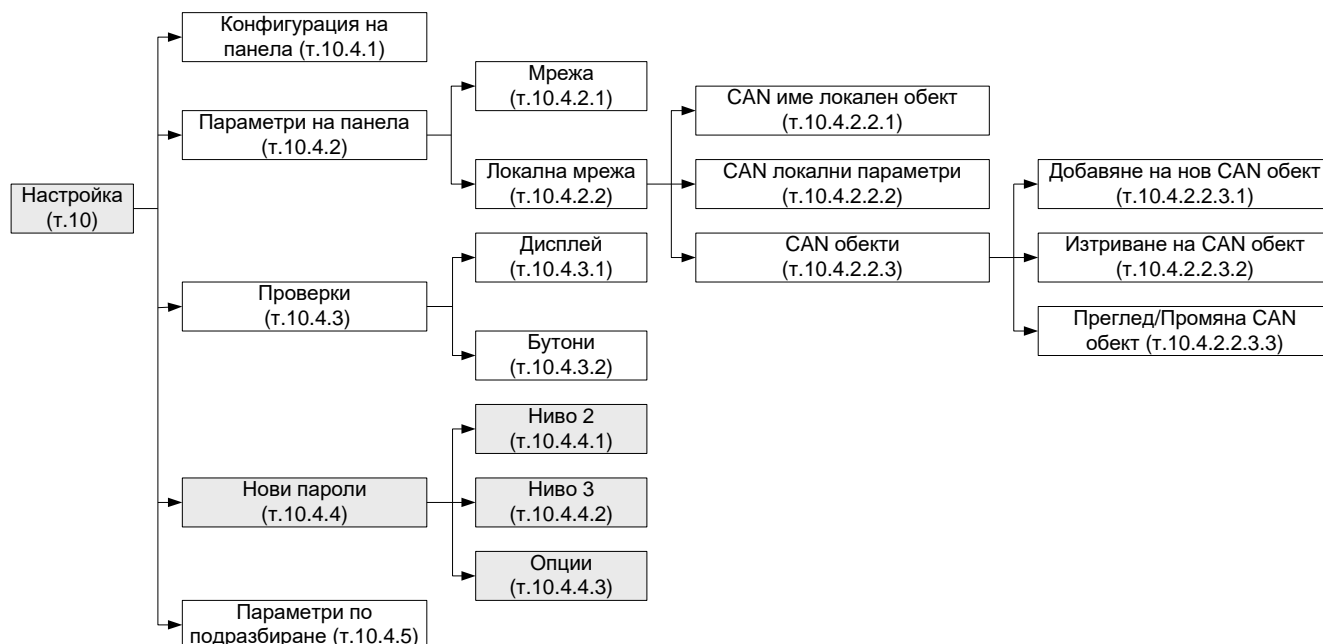 Конфигурация на
панела (т.10.4.1)
Мрежа
(т.10.4.2.1)
CAN име локален обект
(т.10.4.2.2.1)
Параметри на панела
(т.10.4.2)
Локална мрежа
(т.10.4.2.2)
CAN локални параметри
(т.10.4.2.2.2)
Добавяне на нов CAN обект
(т.10.4.2.2.3.1)
Настройка
(т.10)
Дисплей
(т.10.4.3.1)
CAN обекти
(т.10.4.2.2.3)
Изтриване на CAN обект
(т.10.4.2.2.3.2)
Проверки
(т.10.4.3)
Бутони
(т.10.4.3.2)
Преглед/Промяна CAN
обект (т.10.4.2.2.3.3)
Ниво 2
(т.10.4.4.1)
Нови пароли
(т.10.4.4)
Ниво 3
(т.10.4.4.2)
Опции
(т.10.4.4.3)
Параметри по
подразбиране (т.10.4.5)